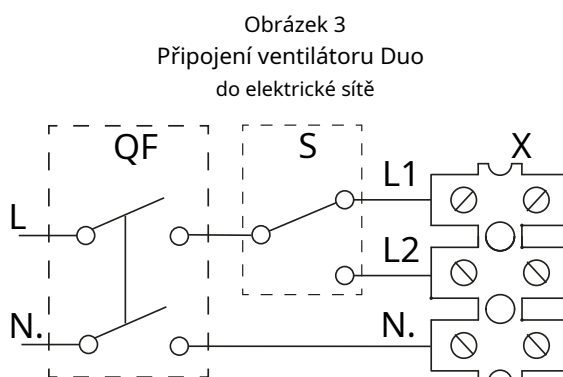 Obrázek 3
Připojení ventilátoru Duo
do elektrické sítě
QF S X
L1
L
L2
N. N.